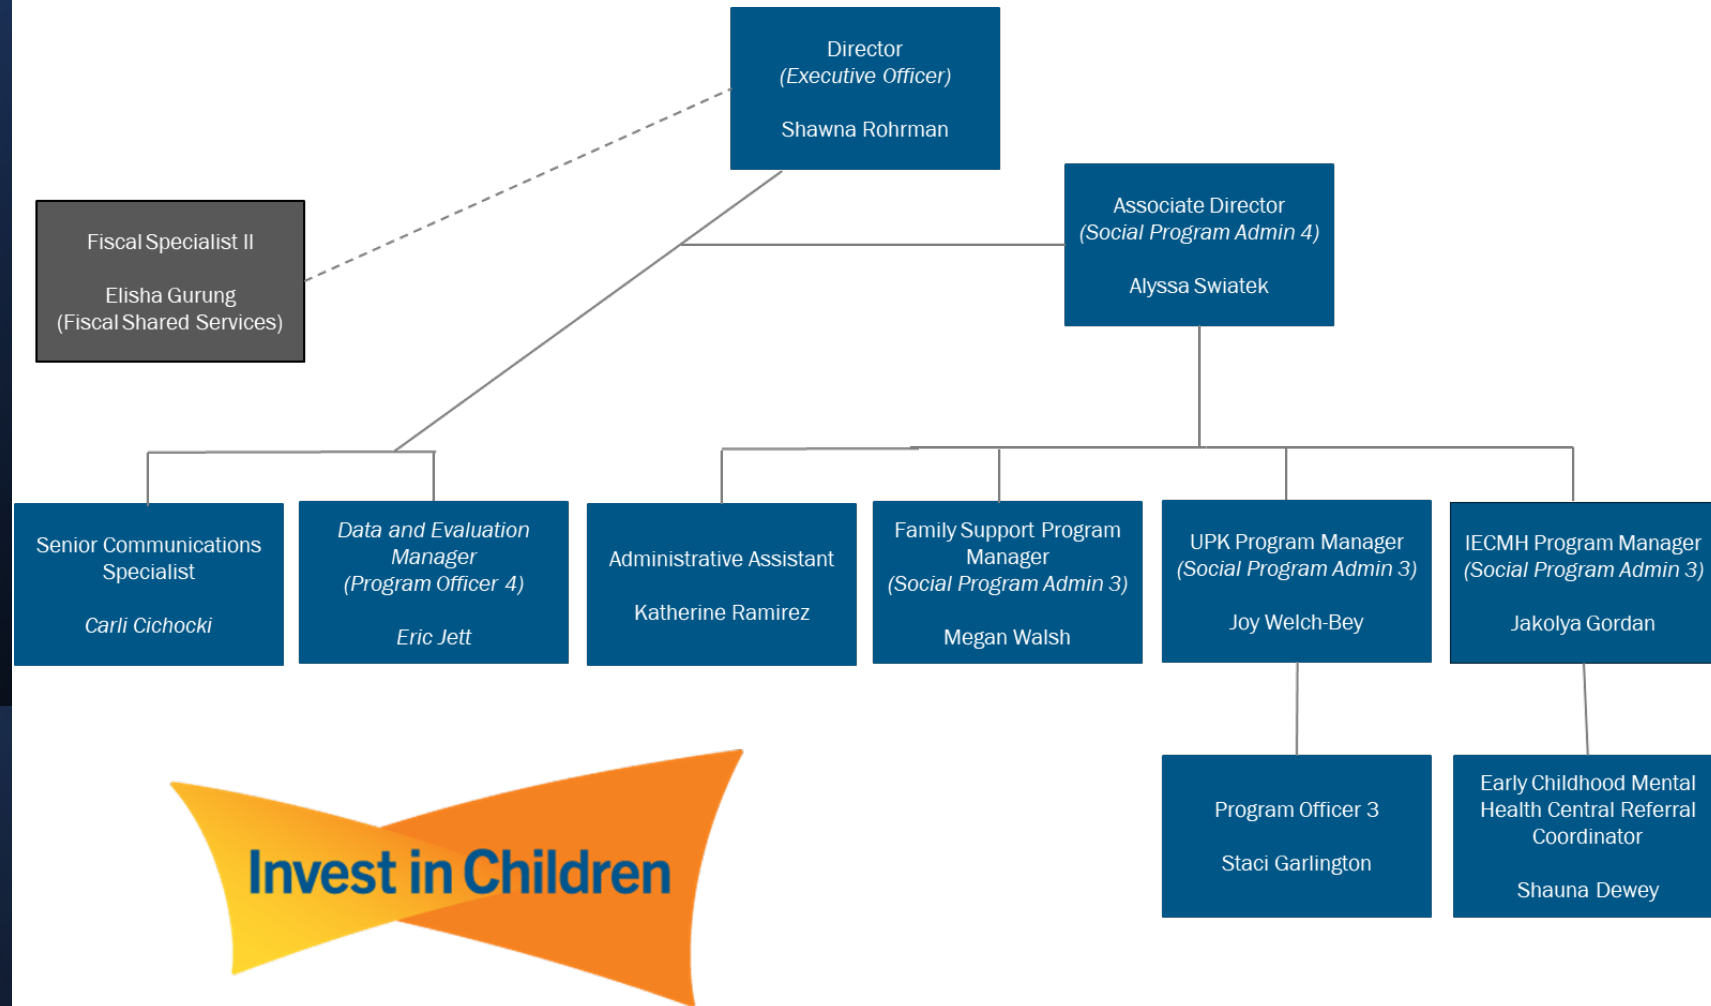 Director
(Executive Officer)
Shawna Rohrman
Associate Director
(Social Program Admin 4)
Alyssa Swiatek
Fiscal Specialist II
Elisha Gurung
(Fiscal Shared Services)
Senior Communications
Specialist
Carli Cichocki
Data and Evaluation
Manager
(Program Officer 4)
Eric Jett
Administrative Assistant
Katherine Ramirez
Family Support Program
Manager
(Social Program Admin 3)
Megan Walsh
UPK Program Manager
(Social Program Admin 3)
Joy Welch-Bey
IECMH Program Manager
(Social Program Admin 3)
Jakolya Gordan
Program Officer 3
Staci Garlington
Early Childhood Mental
Health Central Referral
Coordinator
Shauna Dewey
Invest in Children